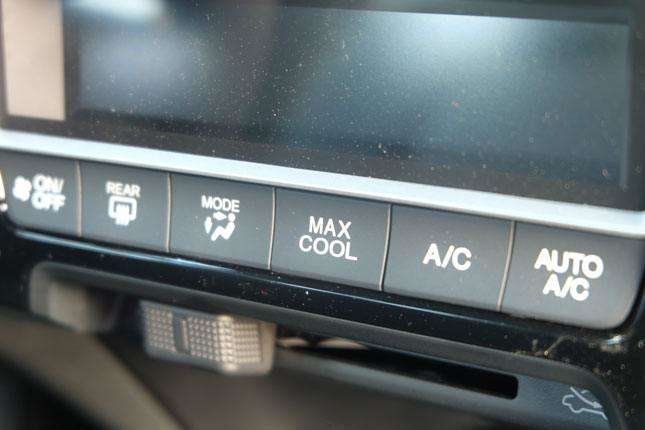 ON/
OFF
REAR
MODE
MAX
COOL
A/C
AUTO
A/C